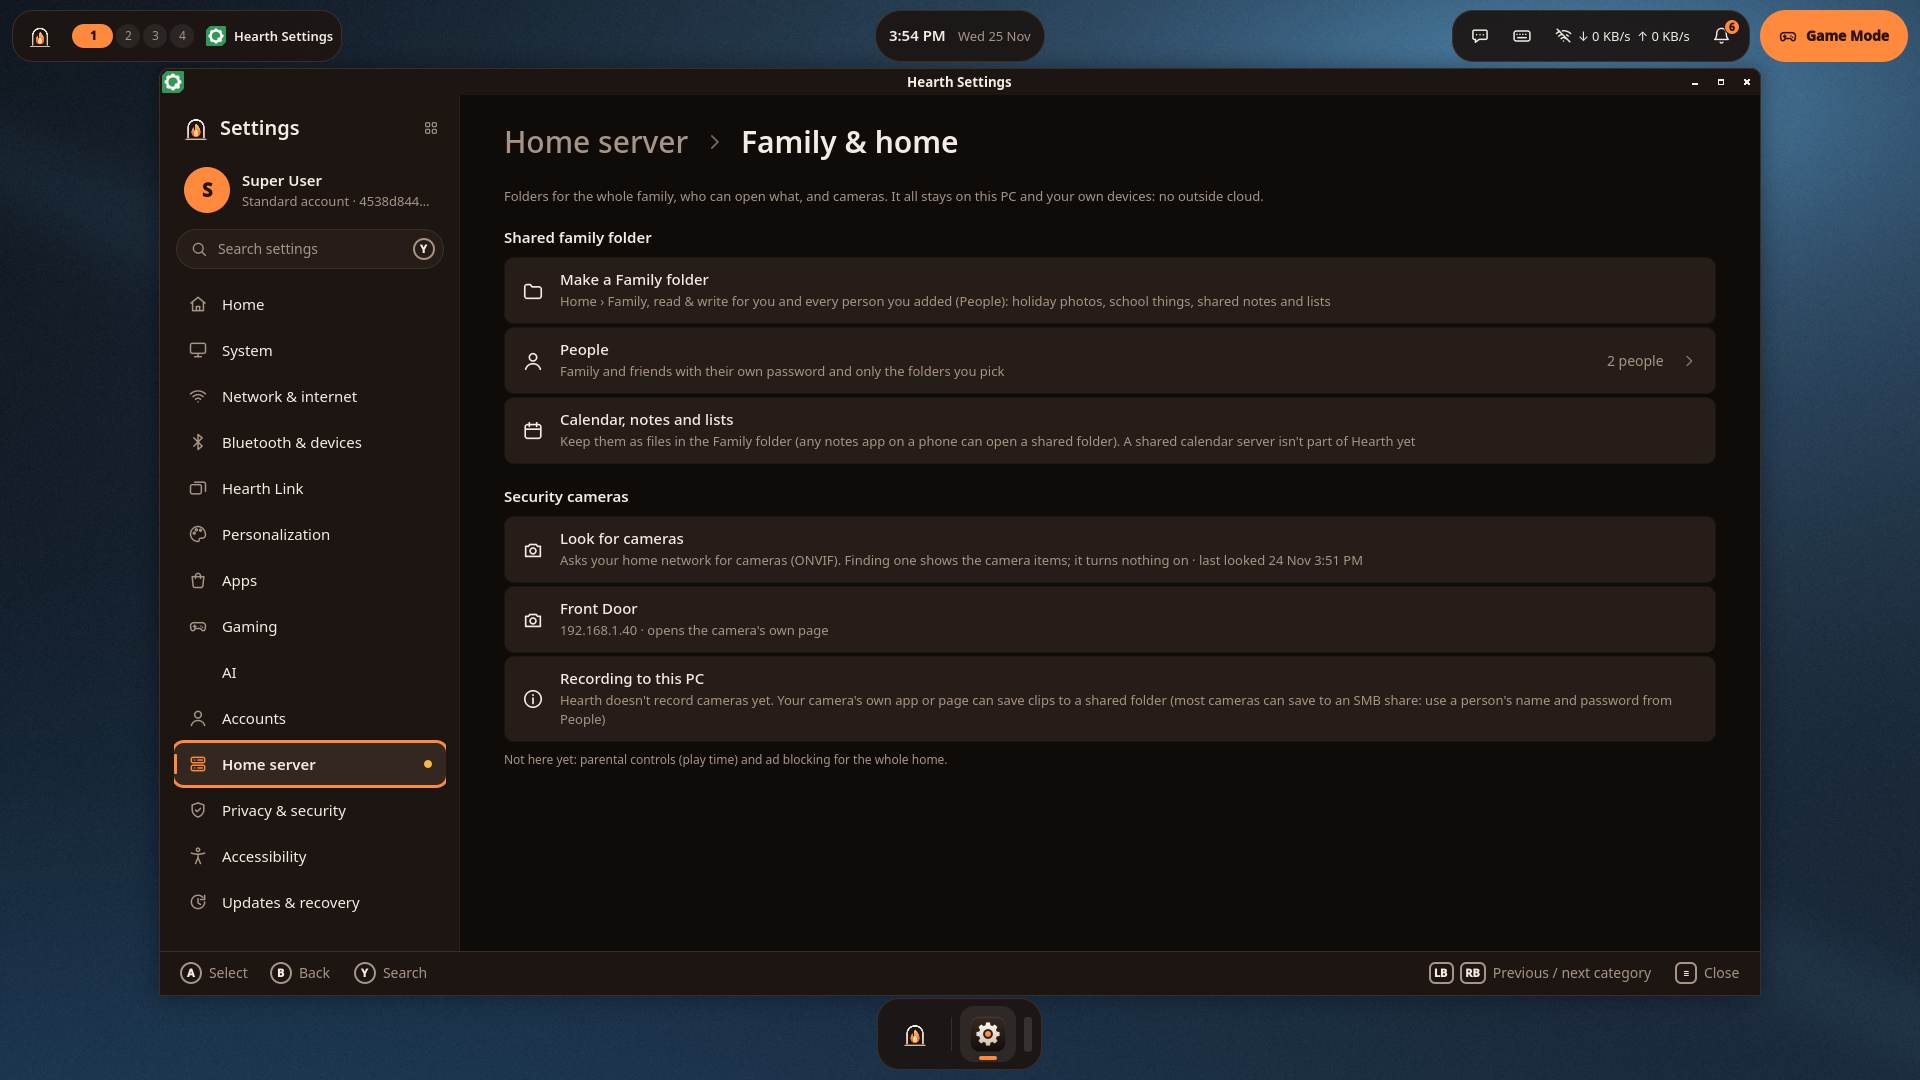 1 2 3 4 Hearth Settings
3:54 PM Wed 25 Nov
↓ 0 KB/s ↑ 0 KB/s
6
Game Mode
Hearth Settings
Settings
S
Super User
Standard account · 4538d844...
Search settings
Y
Home
System
Network & internet
Bluetooth & devices
Hearth Link
Personalization
Apps
Gaming
AI
Accounts
Home server
Privacy & security
Accessibility
Updates & recovery
Home server > Family & home
Folders for the whole family, who can open what, and cameras. It all stays on this PC and your own devices: no outside cloud.
Shared family folder
Make a Family folder
Home › Family, read & write for you and every person you added (People): holiday photos, school things, shared notes and lists
People
Family and friends with their own password and only the folders you pick
2 people
Calendar, notes and lists
Keep them as files in the Family folder (any notes app on a phone can open a shared folder). A shared calendar server isn't part of Hearth yet
Security cameras
Look for cameras
Asks your home network for cameras (ONVIF). Finding one shows the camera items; it turns nothing on · last looked 24 Nov 3:51 PM
Front Door
192.168.1.40 · opens the camera's own page
Recording to this PC
Hearth doesn't record cameras yet. Your camera's own app or page can save clips to a shared folder (most cameras can save to an SMB share: use a person's name and password from
People)
Not here yet: parental controls (play time) and ad blocking for the whole home.
A Select B Back Y Search
LB RB Previous / next category ≡ Close